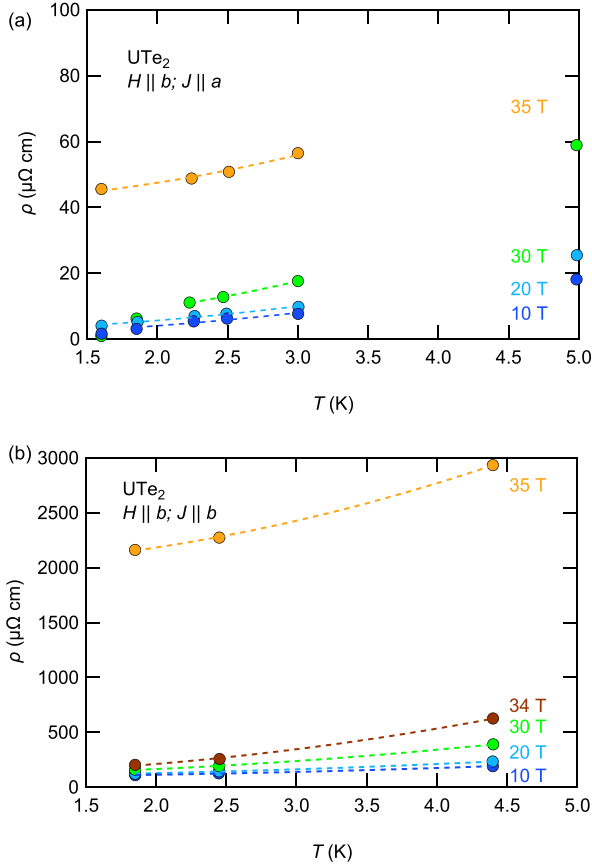 (a)
100
80
60
40
20
0
ρ (μΩ cm)
UTe2
H || b; J || a
35 T
30 T
20 T
10 T
1.5 2.0 2.5 3.0 3.5 4.0 4.5 5.0
T (K)
(b)
3000
2500
2000
1500
1000
500
0
ρ (μΩ cm)
UTe2
H || b; J || b
35 T
34 T
30 T
20 T
10 T
1.5 2.0 2.5 3.0 3.5 4.0 4.5 5.0
T (K)